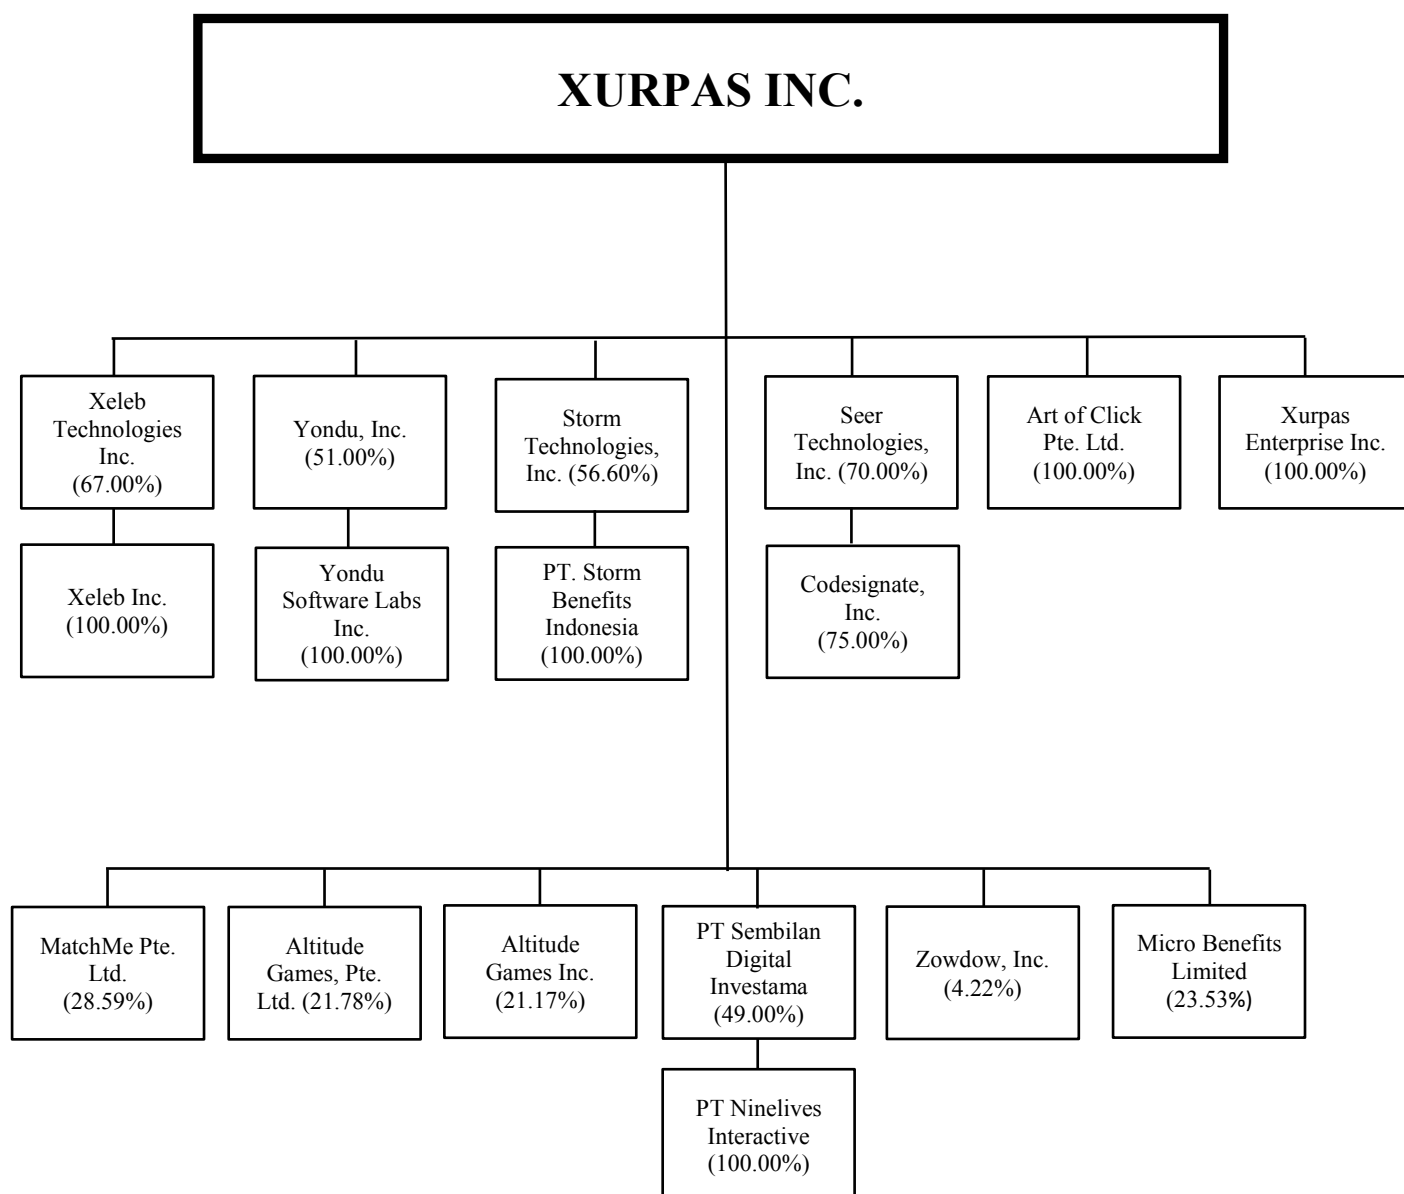 XURPAS INC.
Xeleb
Technologies
Inc.
(67.00%)
Yondu, Inc.
(51.00%)
Storm
Technologies,
Inc. (56.60%)
Seer
Technologies,
Inc. (70.00%)
Art of Click
Pte. Ltd.
(100.00%)
Xurpas
Enterprise Inc.
(100.00%)
Xeleb Inc.
(100.00%)
Yondu
Software Labs
Inc.
(100.00%)
PT. Storm
Benefits
Indonesia
(100.00%)
Codesignate,
Inc.
(75.00%)
MatchMe Pte.
Ltd.
(28.59%)
Altitude
Games, Pte.
Ltd. (21.78%)
Altitude
Games Inc.
(21.17%)
PT Sembilan
Digital
Investama
(49.00%)
Zowdow, Inc.
(4.22%)
Micro Benefits
Limited
(23.53%)
PT Ninelives
Interactive
(100.00%)